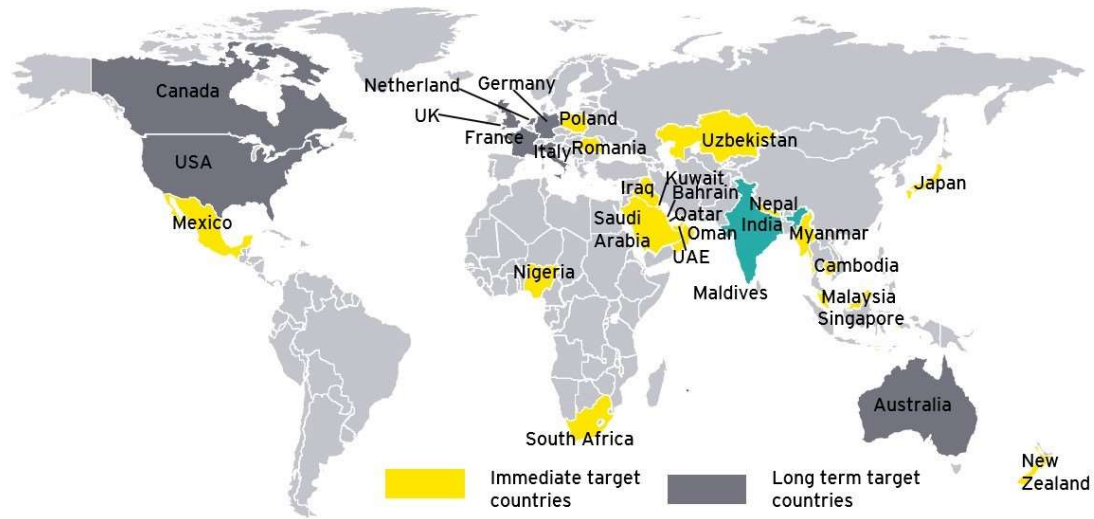 Canada
USA
Mexico
Netherland
Germany
UK
France
Italy
Poland
Romania
Uzbekistan
Iraq
Kuwait
Bahrain
Saudi
Arabia
Qatar
Oman
UAE
Nepal
India
Myanmar
Japan
Maldives
Cambodia
Malaysia
Singapore
Nigeria
South Africa
Australia
New
Zealand
Immediate target
countries
Long term target
countries